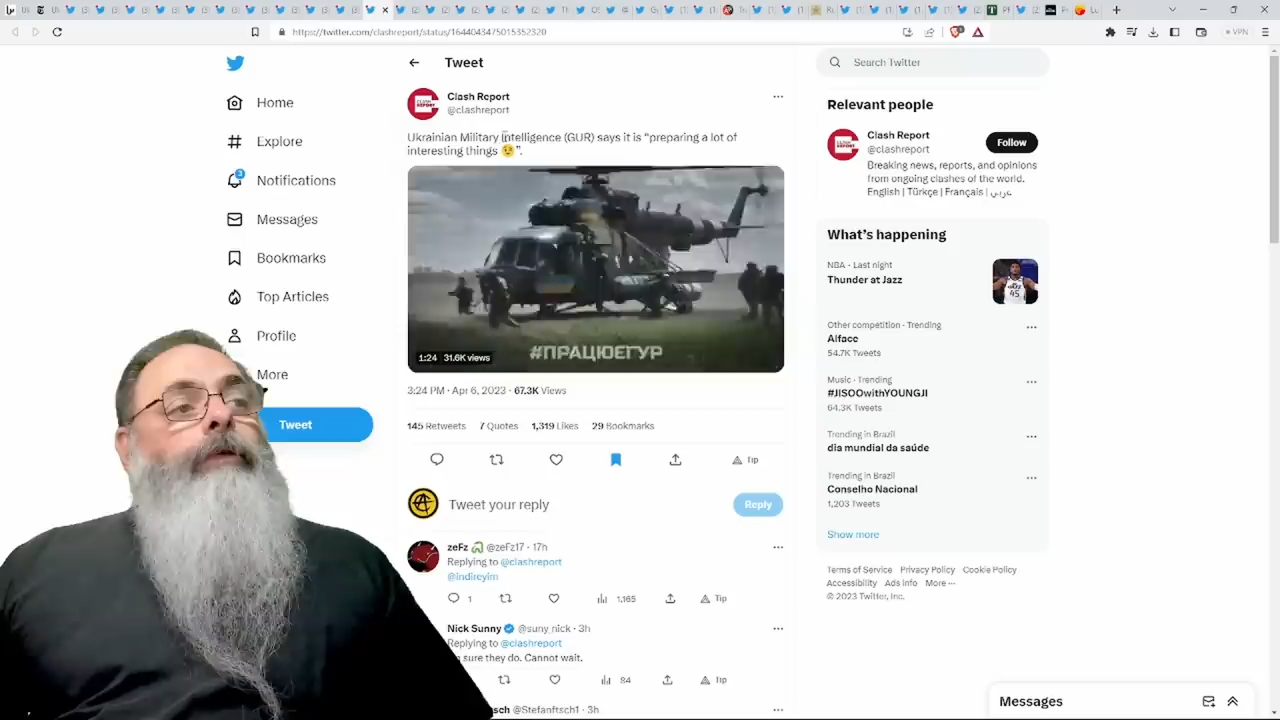 https://twitter.com/clashreport/status/1644043475015352320
VPN
Tweet
Search Twitter
Home
Explore
3
Notifications
Messages
Bookmarks
Top Articles
Profile
More
Tweet
Clash Report
@clashreport
Ukrainian Military Intelligence (GUR) says it is “preparing a lot of
interesting things 😉”.
#ПРАЦЮЄГУР
1:24 31.6K views
3:24 PM · Apr 6, 2023 · 67.3K Views
145 Retweets 7 Quotes 1,319 Likes 29 Bookmarks
Tip
Tweet your reply
Reply
zeFz @zeFz17 · 17h
Replying to @clashreport
@indireyim
1 1,165 Tip
Nick Sunny @suny_nick · 3h
Replying to @clashreport
sure they do. Cannot wait.
84 Tip
sch @Stefanftsch1 · 3h
Relevant people
CLASH REPORT
Clash Report
@clashreport
Follow
Breaking news, reports, and opinions
from ongoing clashes of the world.
English | Türkçe | Français | عربي
What’s happening
NBA · Last night
Thunder at Jazz
Other competition · Trending
Alface
54.7K Tweets
Music · Trending
#JISOOwithYOUNGJI
64.3K Tweets
Trending in Brazil
dia mundial da saúde
Trending in Brazil
Conselho Nacional
1,203 Tweets
Show more
Terms of Service Privacy Policy Cookie Policy
Accessibility Ads info More ···
© 2023 Twitter, Inc.
Messages